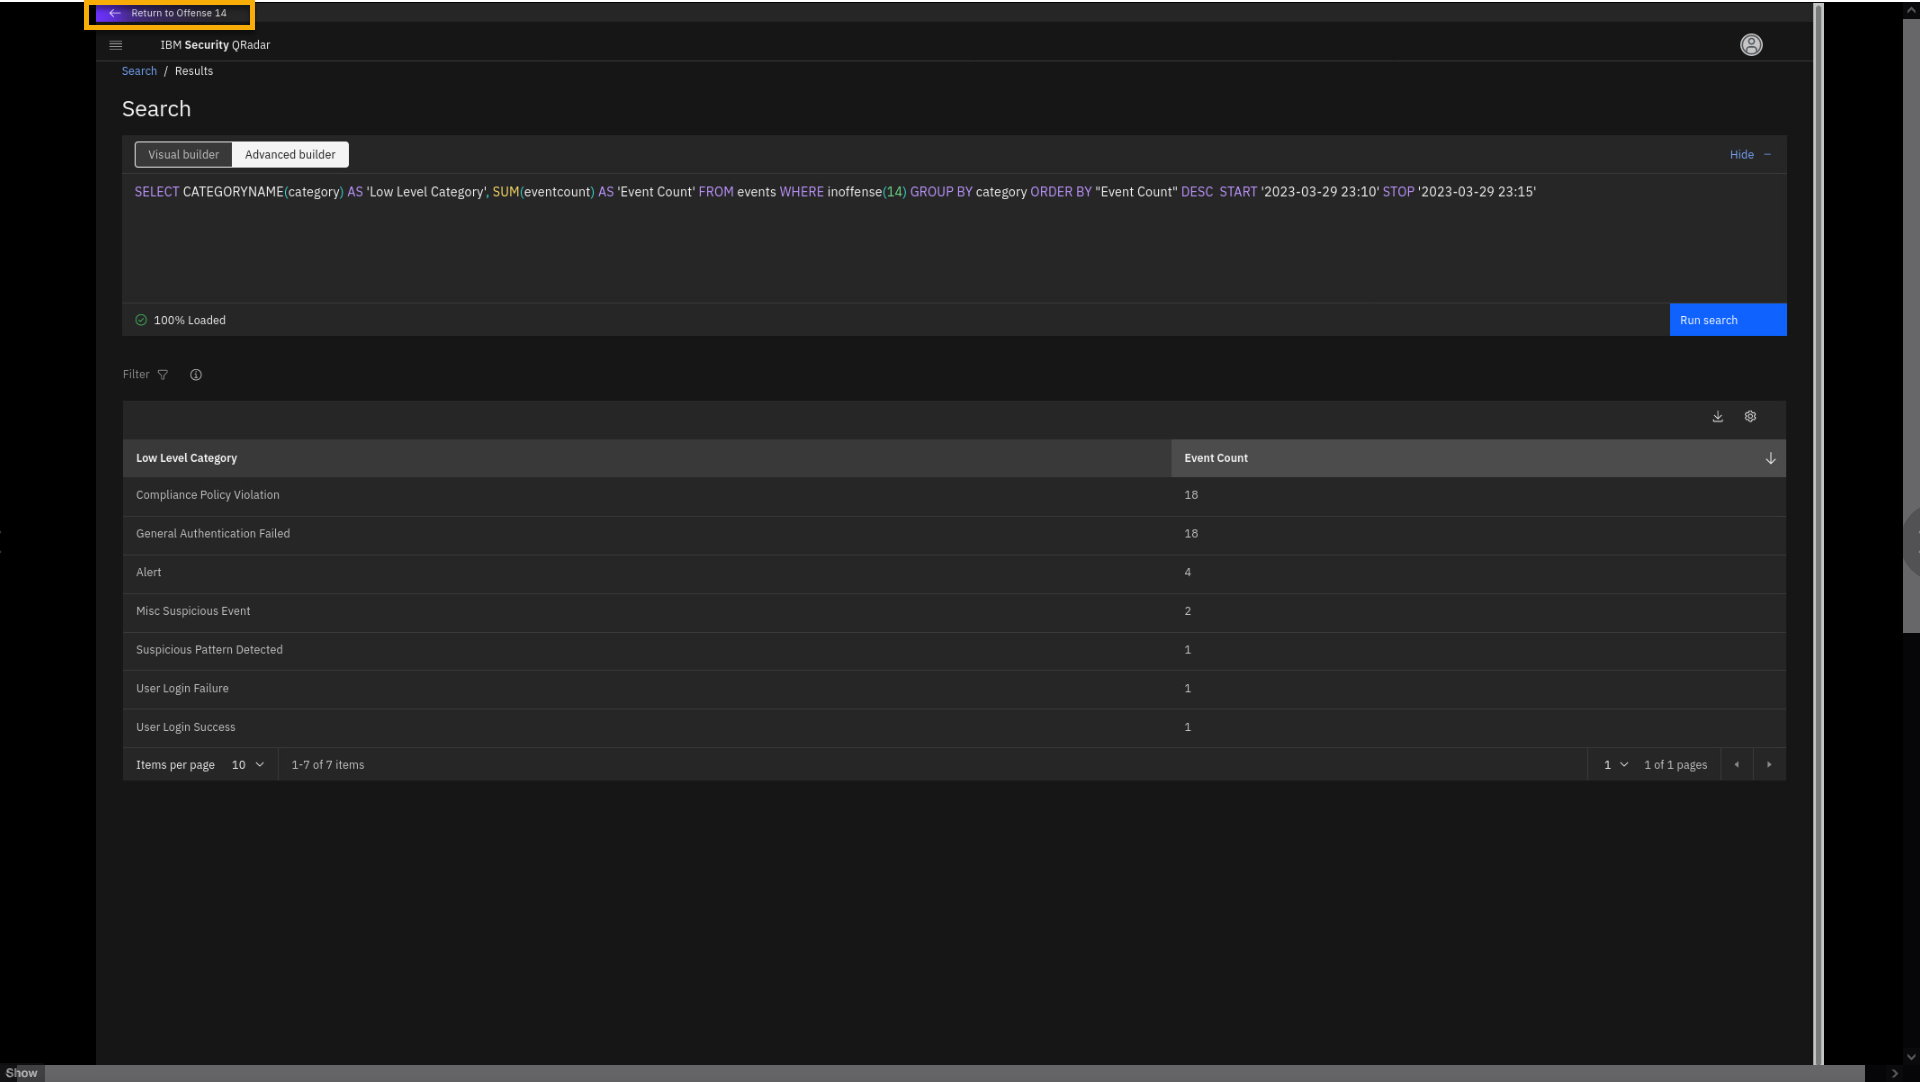 Return to Offense 14
IBM Security QRadar
Search / Results
Search
Visual builder Advanced builder Hide
SELECT CATEGORYNAME(category) AS 'Low Level Category', SUM(eventcount) AS 'Event Count' FROM events WHERE inoffense(14) GROUP BY category ORDER BY "Event Count" DESC  START '2023-03-29 23:10' STOP '2023-03-29 23:15'
100% Loaded Run search
Filter
Low Level Category Event Count
Compliance Policy Violation 18
General Authentication Failed 18
Alert 4
Misc Suspicious Event 2
Suspicious Pattern Detected 1
User Login Failure 1
User Login Success 1
Items per page 10 1-7 of 7 items 1 1 of 1 pages
Show